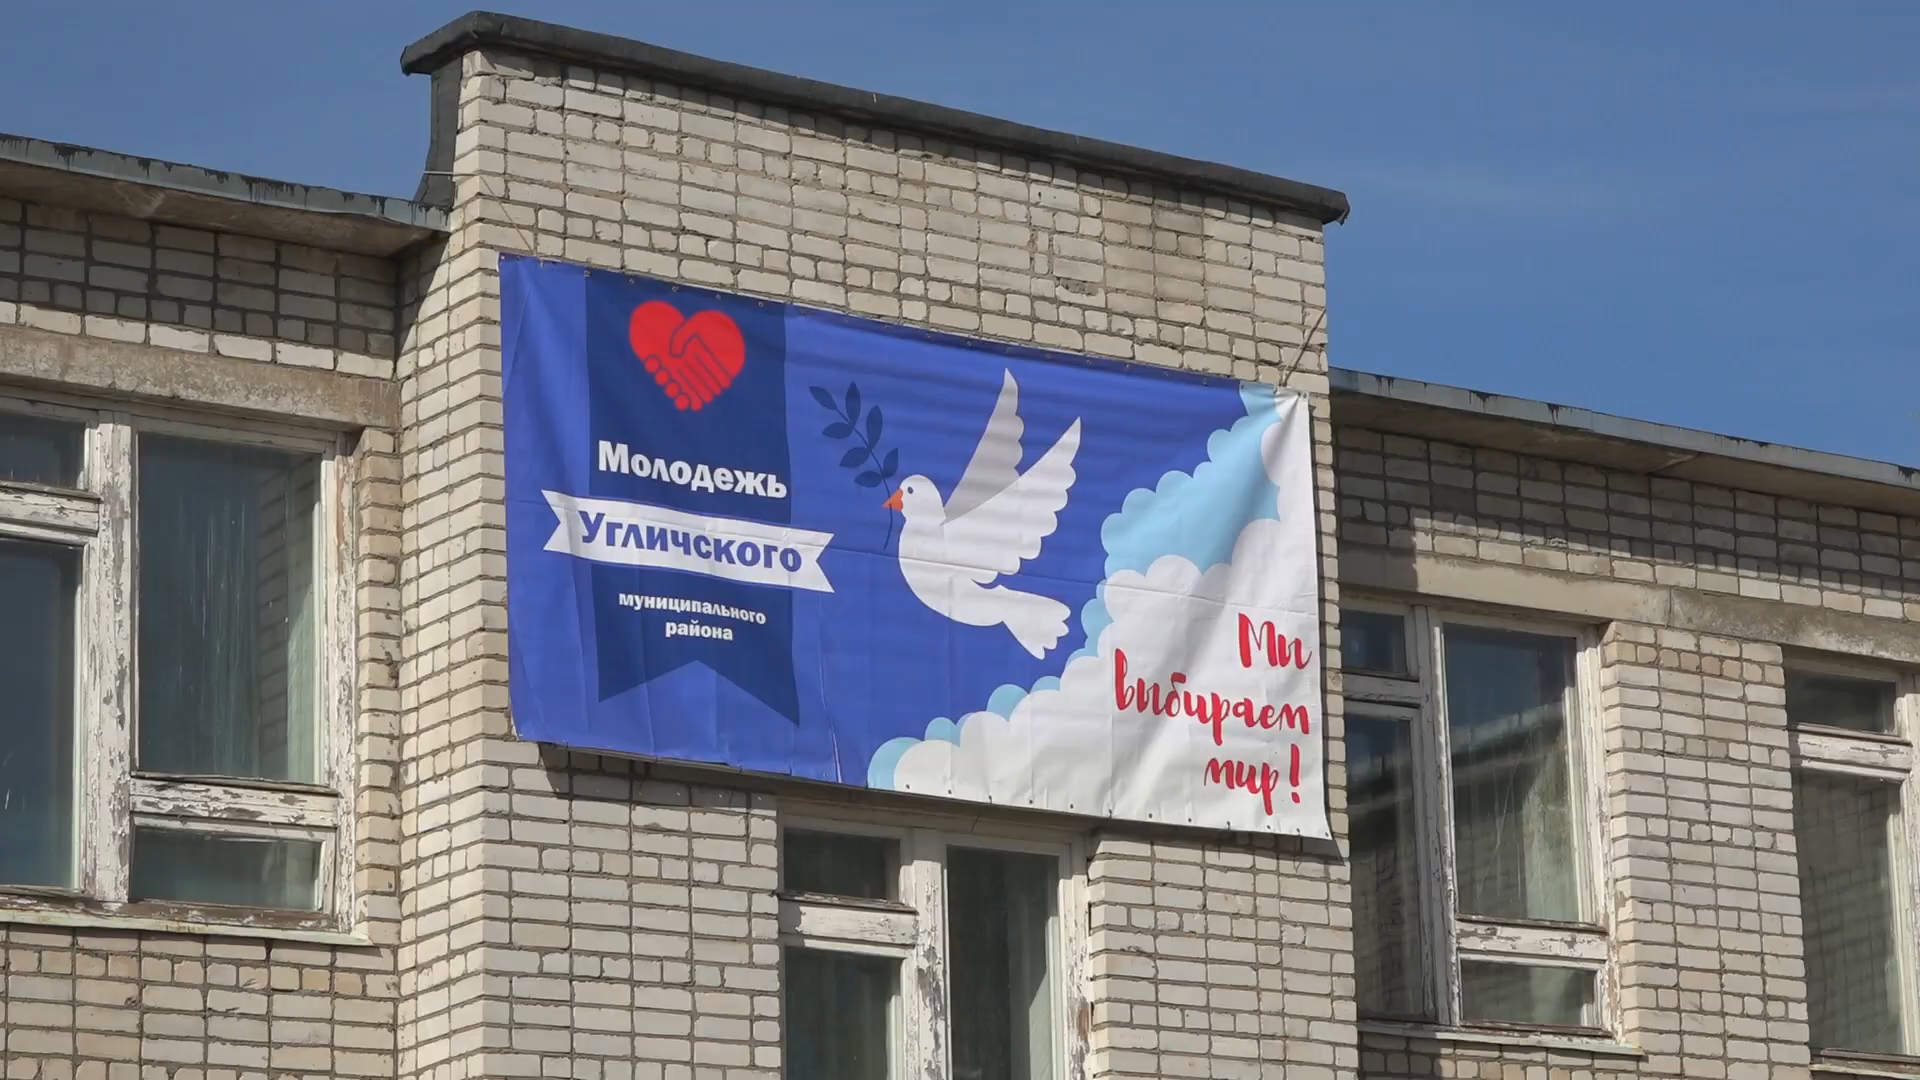 Молодежь
Угличского
муниципального
района
Мы
выбираем
мир!